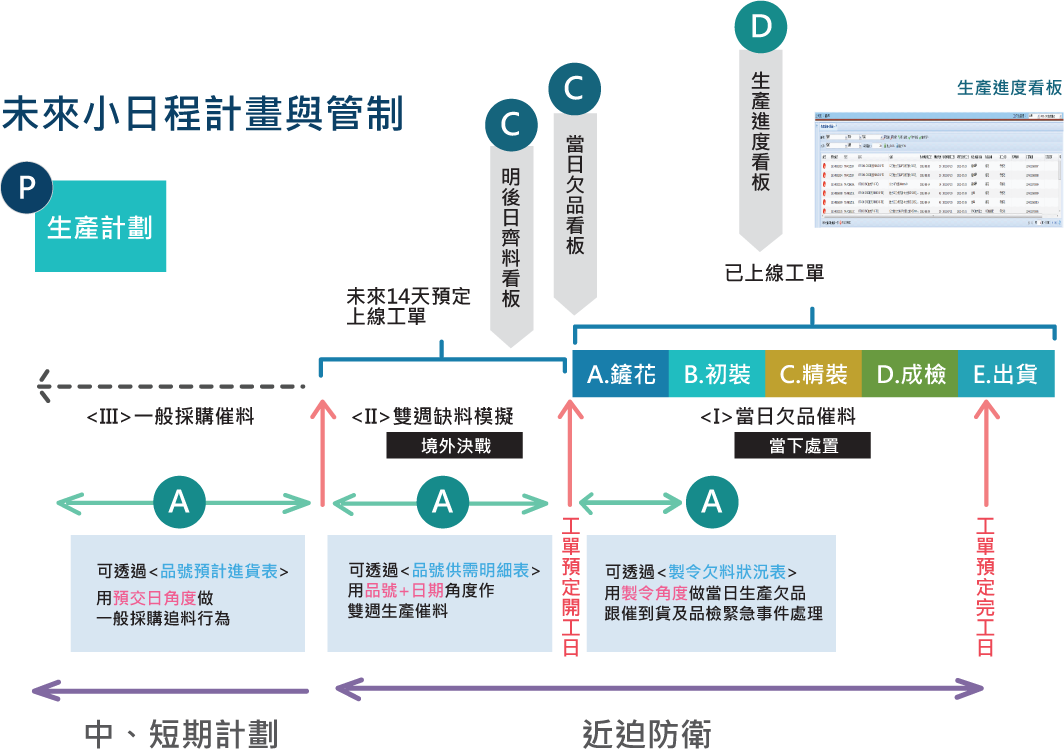 D
C
C
生產進度看板
未來小日程計畫與管制
P
生產計劃
明後日齊料看板
當日欠品看板
生產進度看板
未來14天預定
上線工單
已上線工單
A.鏟花
B.初裝
C.精裝
D.成檢
E.出貨
<III>一般採購催料
<II>雙週缺料模擬
境外決戰
<I>當日欠品催料
當下處置
A
A
A
工單預定開工日
工單預定完工日
可透過<品號預計進貨表>
用預交日角度做
一般採購追料行為
可透過<品號供需明細表>
用品號+日期角度作
雙週生產催料
可透過<製令欠料狀況表>
用製令角度做當日生產欠品
跟催到貨及品檢緊急事件處理
中、短期計劃
近迫防衛